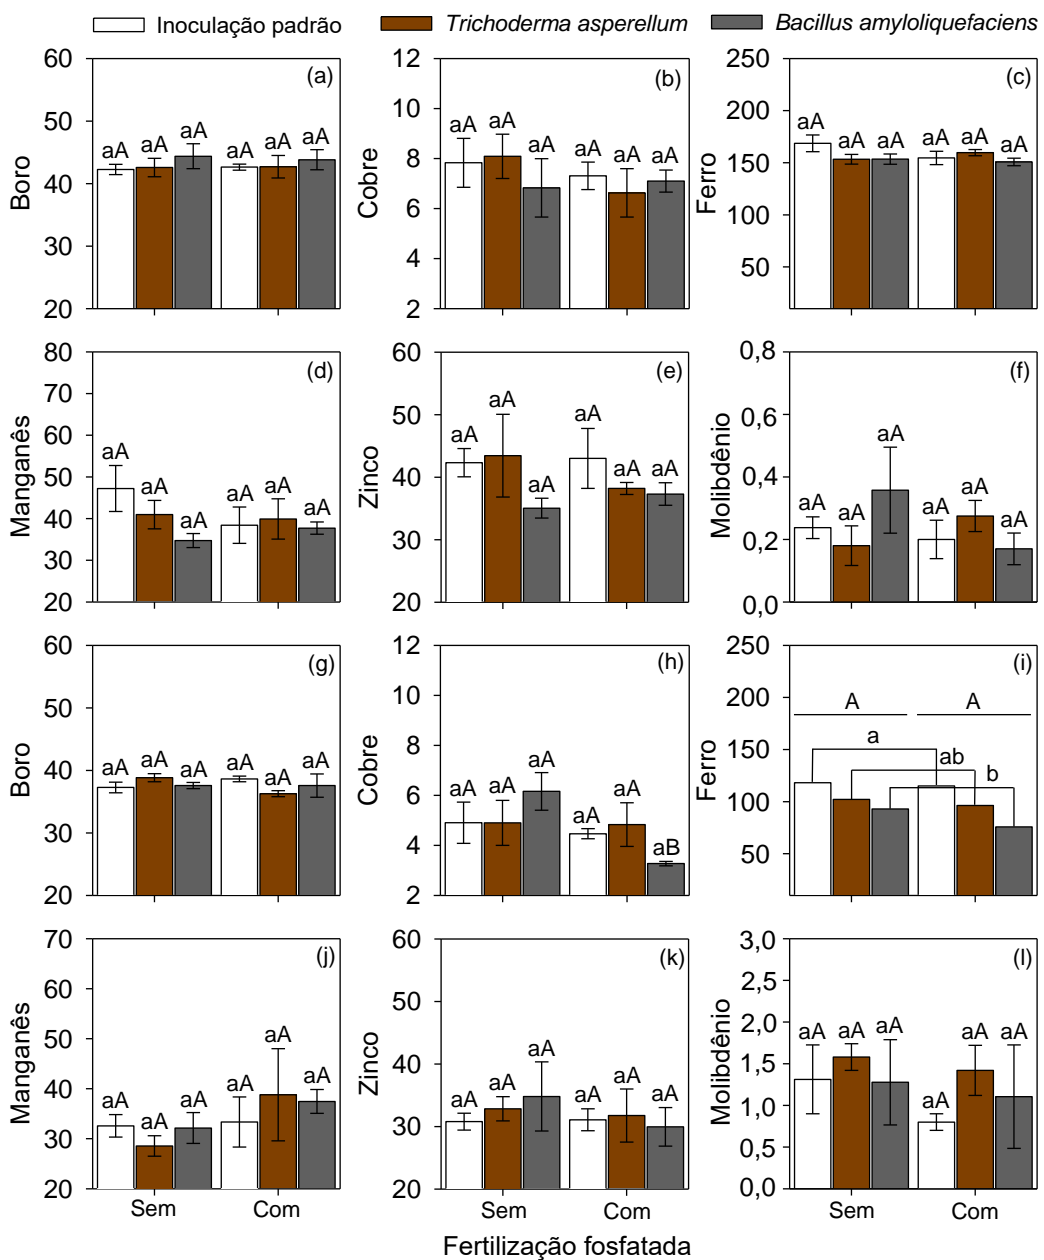 Inoculação padrão Trichoderma asperellum Bacillus amyloliquefaciens
(a) (b) (c)
Boro
60
50
40
30
20
aA aA aA aA aA aA
Cobre
12
10
8
6
4
2
aA aA aA aA aA aA
Ferro
250
200
150
100
50
aA aA aA aA aA aA
(d) (e) (f)
Manganês
80
70
60
50
40
30
20
aA aA aA aA aA aA
Zinco
60
50
40
30
20
aA aA aA aA aA aA
Molibdênio
0,8
0,6
0,4
0,2
0,0
aA aA aA aA aA aA
(g) (h) (i)
Boro
60
50
40
30
20
aA aA aA aA aA aA
Cobre
12
10
8
6
4
2
aA aA aA aA aA aB
Ferro
250
200
150
100
50
A A
a
ab
b
(j) (k) (l)
Manganês
70
60
50
40
30
20
aA aA aA aA aA aA
Zinco
60
50
40
30
20
aA aA aA aA aA aA
Molibdênio
3,0
2,5
2,0
1,5
1,0
0,5
0,0
aA aA aA aA aA aA
Sem Com Sem Com Sem Com
Fertilização fosfatada